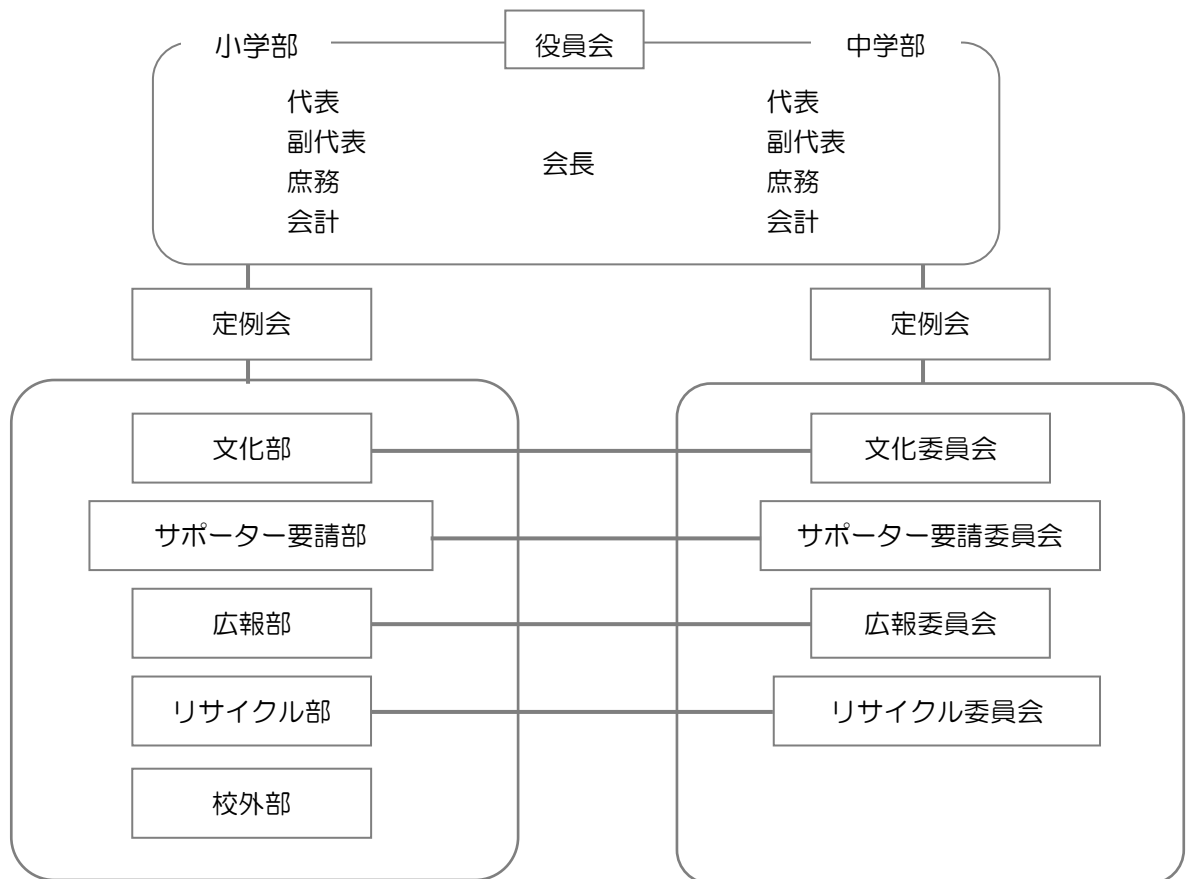 小学部
役員会
中学部
代表
副代表
庶務
会計
会長
代表
副代表
庶務
会計
定例会
定例会
文化部
文化委員会
サポーター要請部
サポーター要請委員会
広報部
広報委員会
リサイクル部
リサイクル委員会
校外部